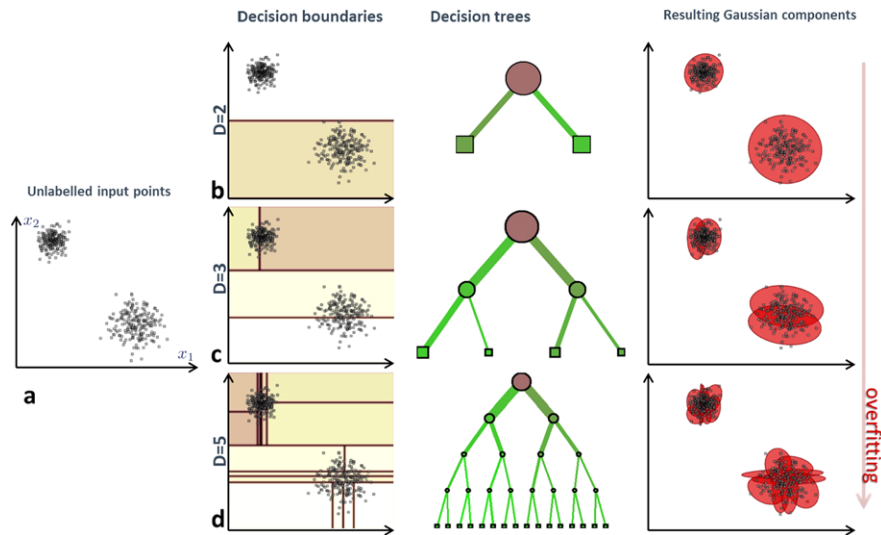 Decision boundaries
Decision trees
Resulting Gaussian components
D=2
b
Unlabelled input points
x2
x1
a
D=3
c
D=5
d
overfitting